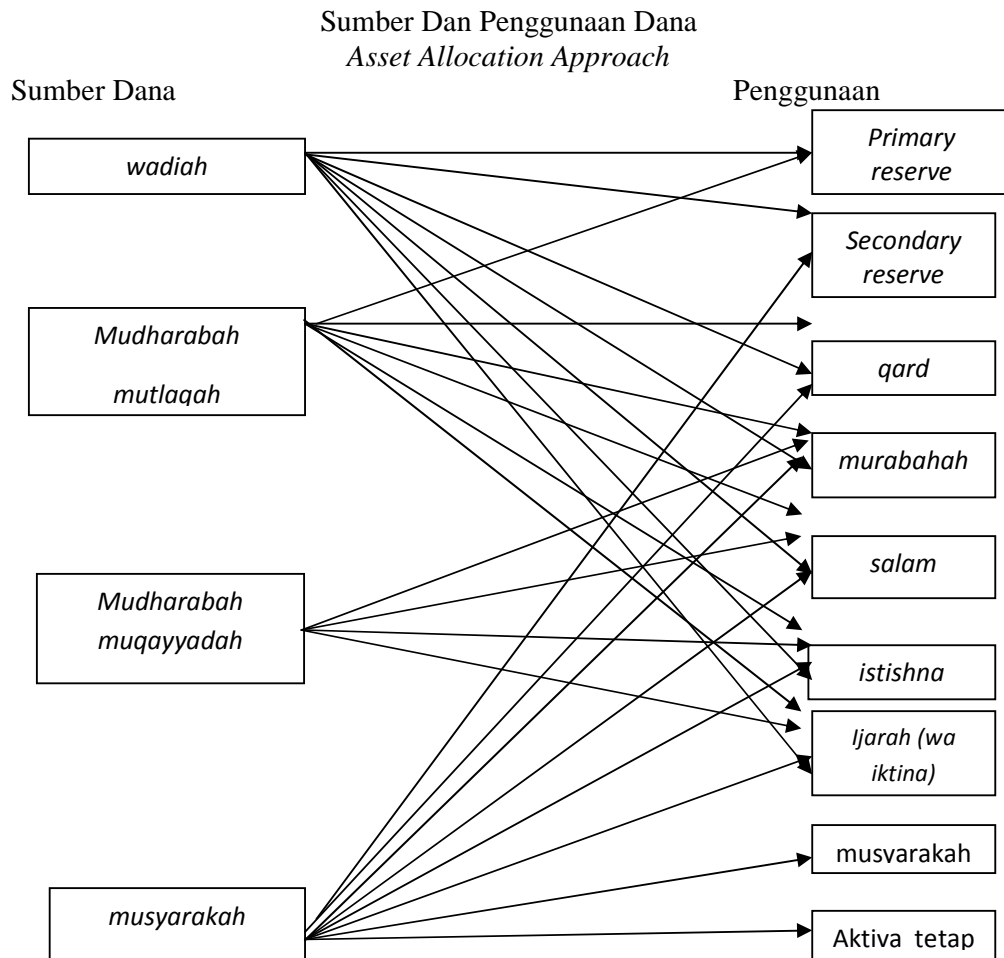 Sumber Dan Penggunaan Dana
Asset Allocation Approach
Sumber Dana
Penggunaan
wadiah
Mudharabah
mutlaqah
Mudharabah
muqayyadah
musyarakah
Primary
reserve
Secondary
reserve
qard
murabahah
salam
istishna
Ijarah (wa
iktina)
musyarakah
Aktiva tetap